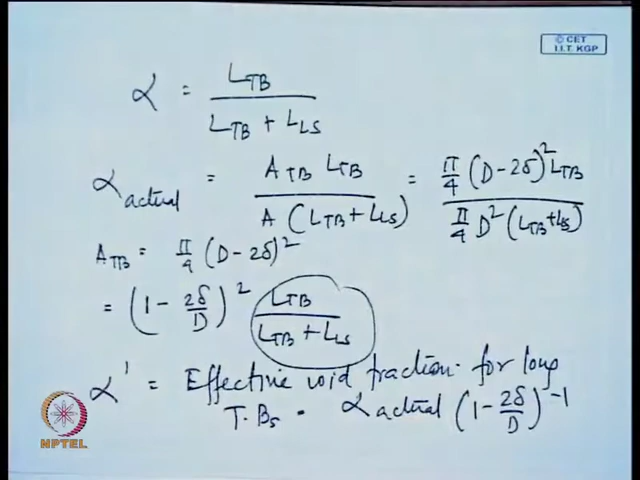 © CET
I.I.T. KGP
α = L_TB / (L_TB + L_LS)
α_actual = A_TB L_TB / A (L_TB + L_LS) = π/4 (D - 2δ)² L_TB / π/4 D² (L_TB + L_LS)
A_TB = π/4 (D - 2δ)²
= (1 - 2δ/D)² L_TB / (L_TB + L_LS)
α' = Effective void fraction for long
T.Bs. α_actual (1 - 2δ/D)^-1
NPTEL